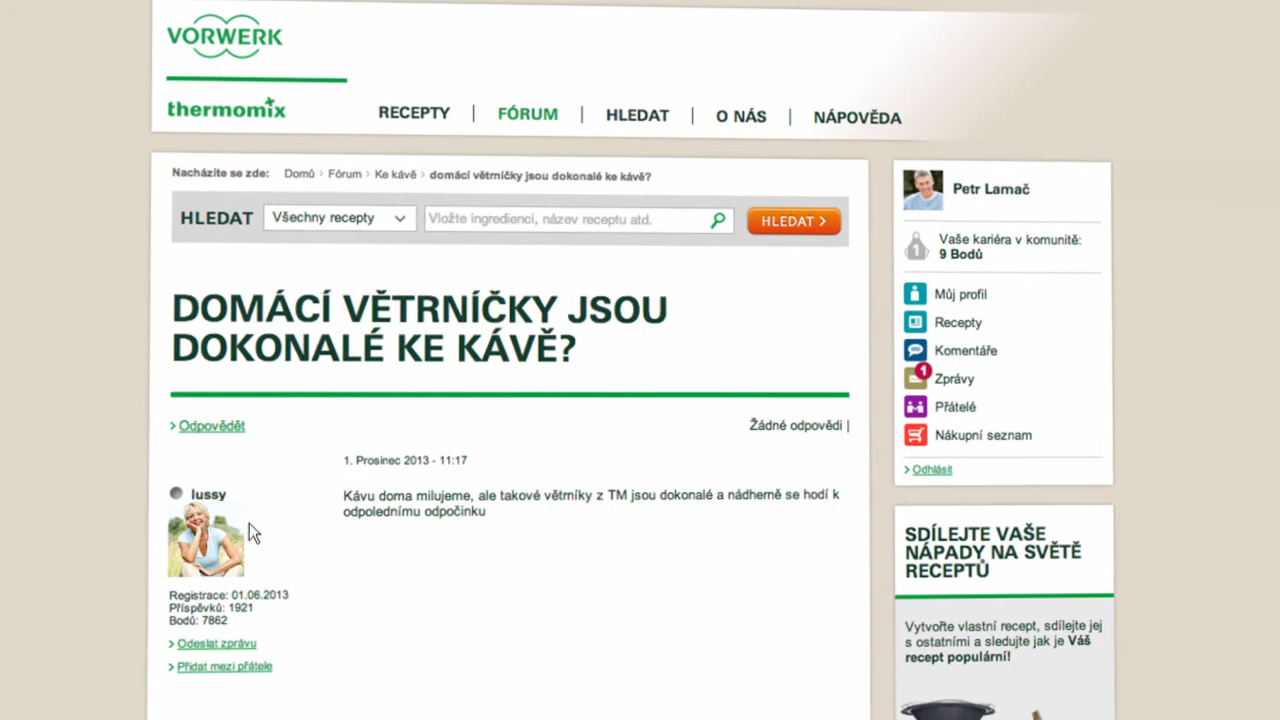 VORWERK
thermomix
RECEPTY | FÓRUM | HLEDAT | O NÁS | NÁPOVĚDA
Nacházíte se zde: Domů > Fórum > Ke kávě > domácí větrníčky jsou dokonalé ke kávě?
HLEDAT Všechny recepty Vložte ingredienci, název receptu atd. HLEDAT >
DOMÁCÍ VĚTRNÍČKY JSOU
DOKONALÉ KE KÁVĚ?
> Odpovědět
Žádné odpovědi |
1. Prosinec 2013 - 11:17
lussy
Kávu doma milujeme, ale takové větrníky z TM jsou dokonalé a nádherně se hodí k
odpolednímu odpočinku
Registrace: 01.06.2013
Příspěvků: 1921
Bodů: 7862
> Odeslat zprávu
> Přidat mezi přátele
Petr Lamač
1
Vaše kariéra v komunitě:
9 Bodů
Můj profil
Recepty
Komentáře
1
Zprávy
Přátelé
Nákupní seznam
> Odhlásit
SDÍLEJTE VAŠE
NÁPADY NA SVĚTĚ
RECEPTŮ
Vytvořte vlastní recept, sdílejte jej
s ostatními a sledujte jak je Váš
recept populární!